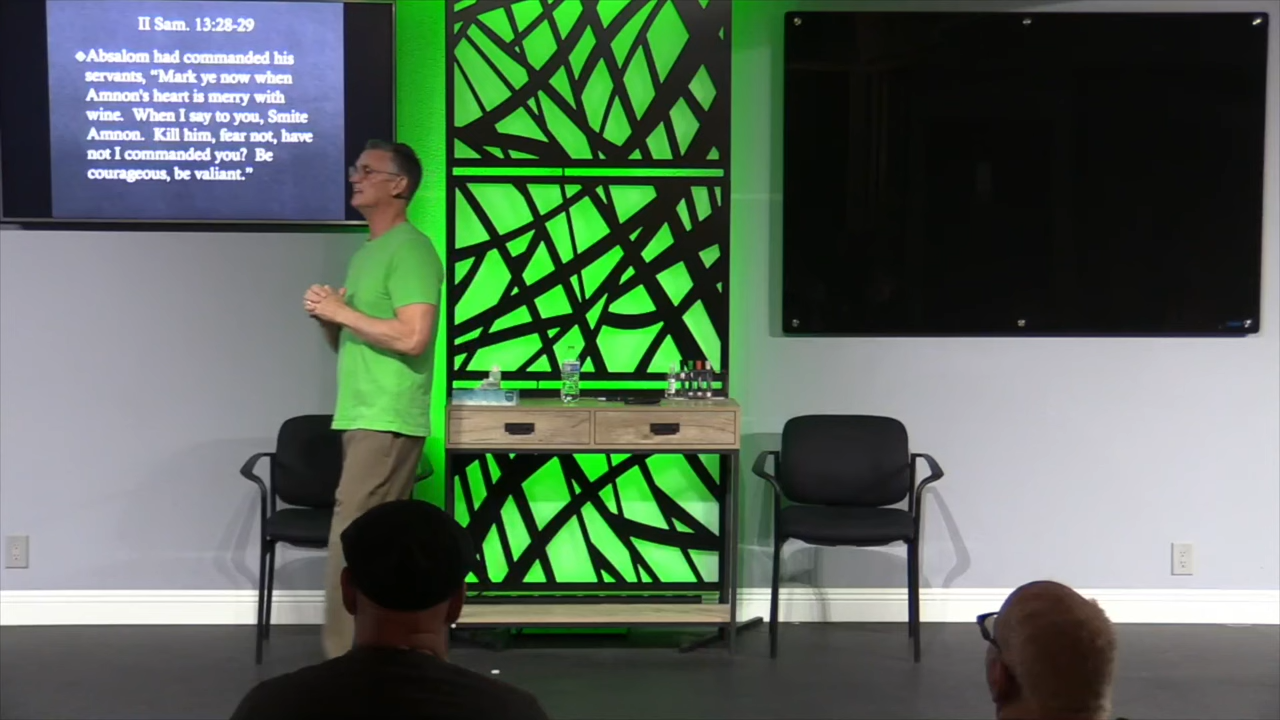 II Sam. 13:28-29
❖Absalom had commanded his
servants, “Mark ye now when
Amnon's heart is merry with
wine. When I say to you, Smite
Amnon. Kill him, fear not, have
not I commanded you? Be
courageous, be valiant.”